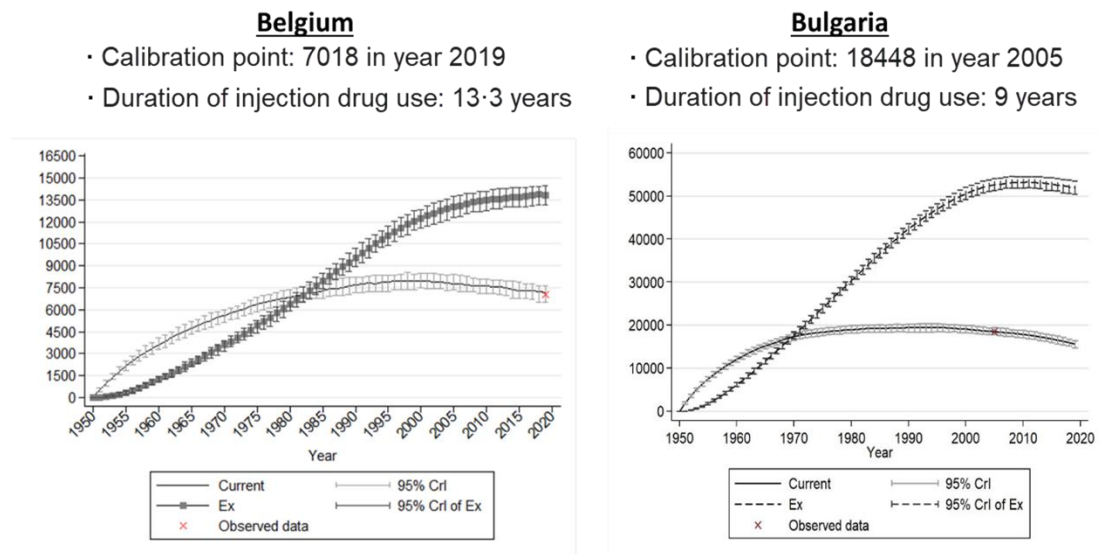 Belgium
· Calibration point: 7018 in year 2019
· Duration of injection drug use: 13·3 years
16500
15000
13500
12000
10500
9000
7500
6000
4500
3000
1500
0
1950 1955 1960 1965 1970 1975 1980 1985 1990 1995 2000 2005 2010 2015 2020
Year
Current 95% CrI
Ex 95% CrI of Ex
Observed data
Bulgaria
· Calibration point: 18448 in year 2005
· Duration of injection drug use: 9 years
60000
50000
40000
30000
20000
10000
0
1950 1960 1970 1980 1990 2000 2010 2020
Year
Current 95% CrI
Ex 95% CrI of Ex
Observed data